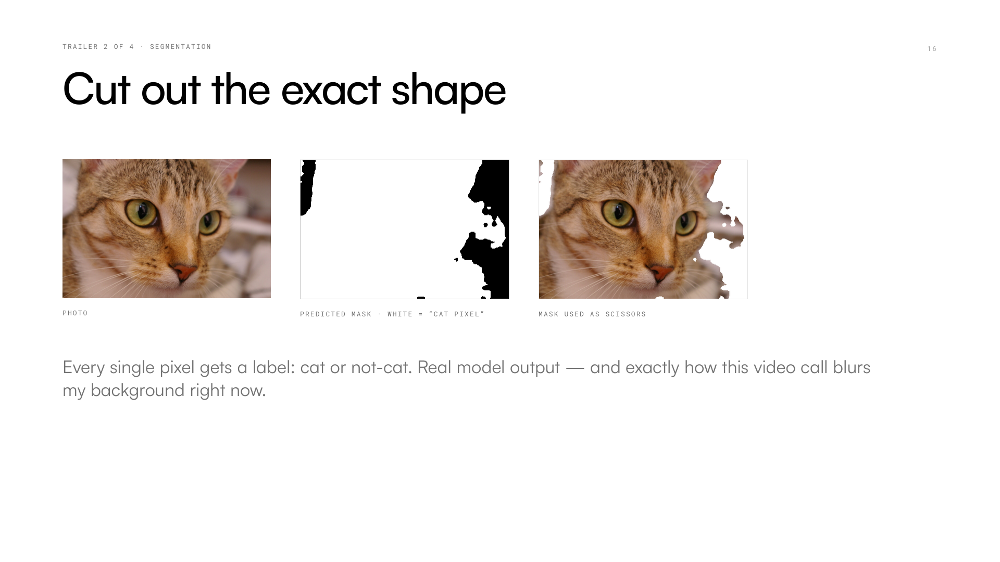 TRAILER 2 OF 4 · SEGMENTATION
16
Cut out the exact shape
PHOTO
PREDICTED MASK · WHITE = “CAT PIXEL”
MASK USED AS SCISSORS
Every single pixel gets a label: cat or not-cat. Real model output — and exactly how this video call blurs
my background right now.